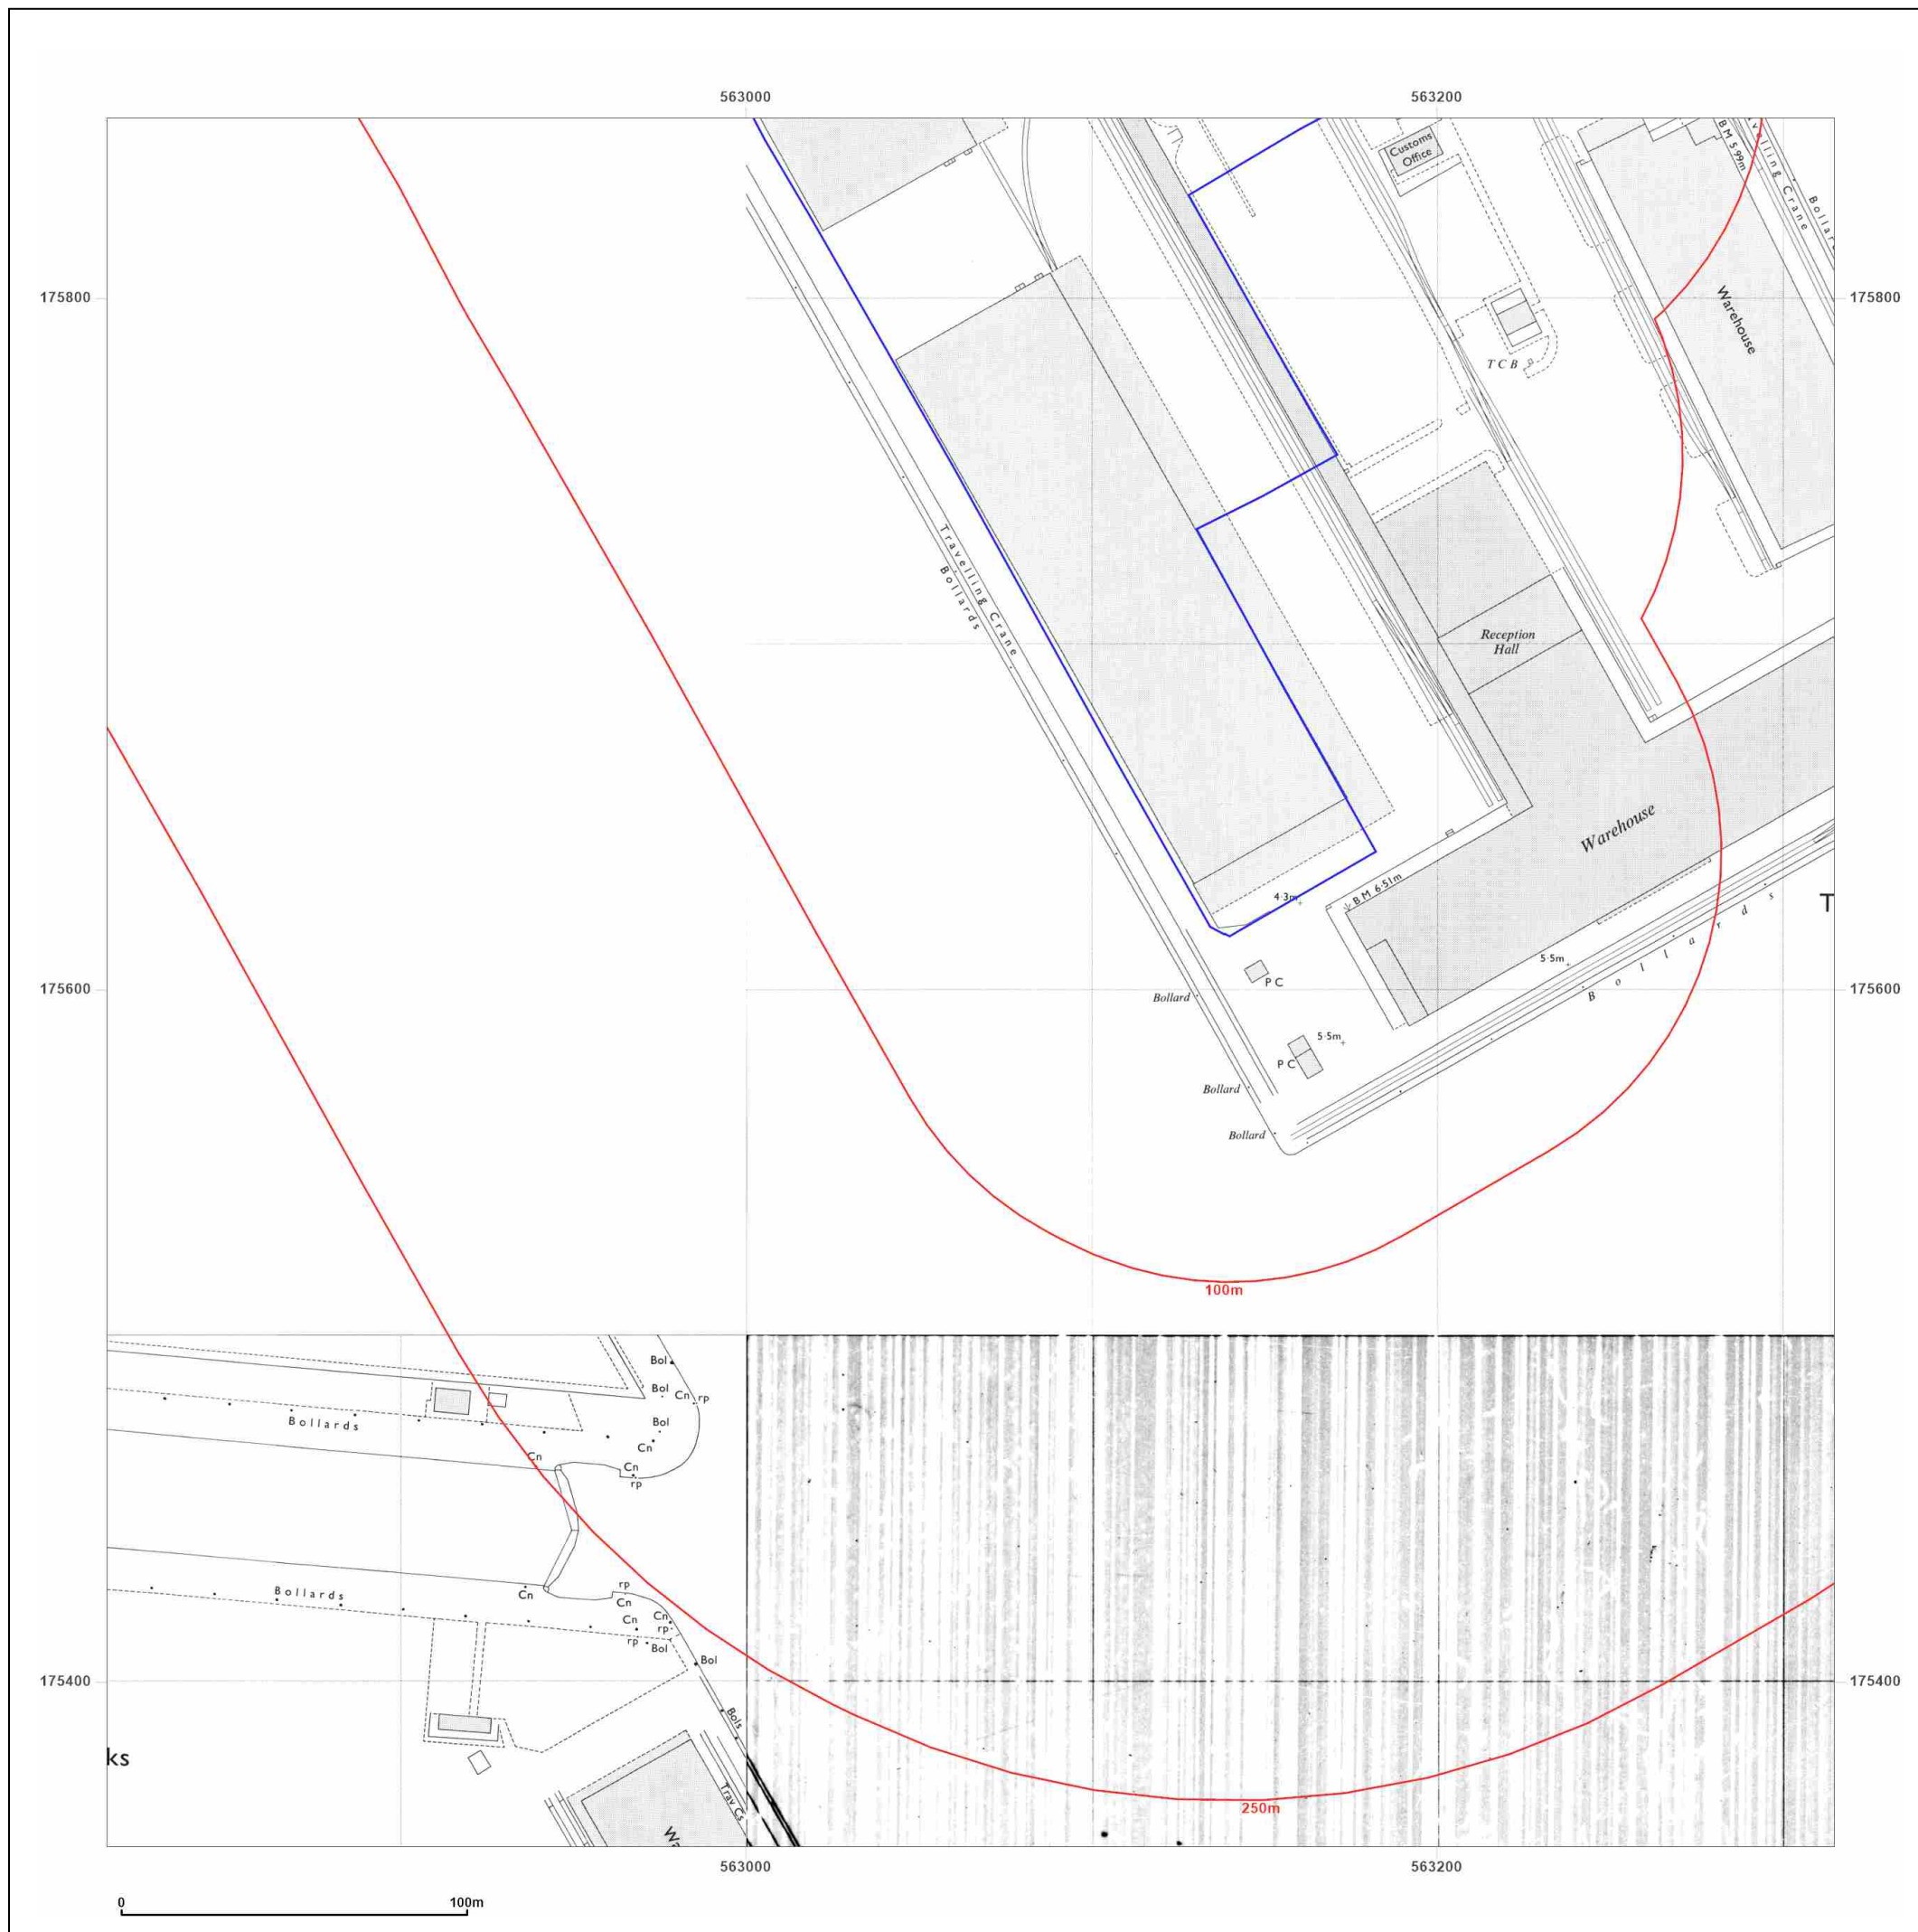 563000
563200
Customs
Office
B M 5·99m
Travelling Crane
175800
175800
Warehouse
T C B
Travelling Crane
Bollards
Reception
Hall
Warehouse
4·3m
B M 6·51m
T
5·5m
Bollards
175600
175600
P C
Bollard
5·5m
P C
Bollard
Bollard
100m
Bol
Bol
Cn
rp
Bollards
Bol
Cn
Cn
Cn
rp
Bollards
Cn
rp
Cn
Cn
Cn
rp
rp
Bol
Bol
175400
175400
Bols
ks
Trav Cs
250m
563000
563200
0
100m